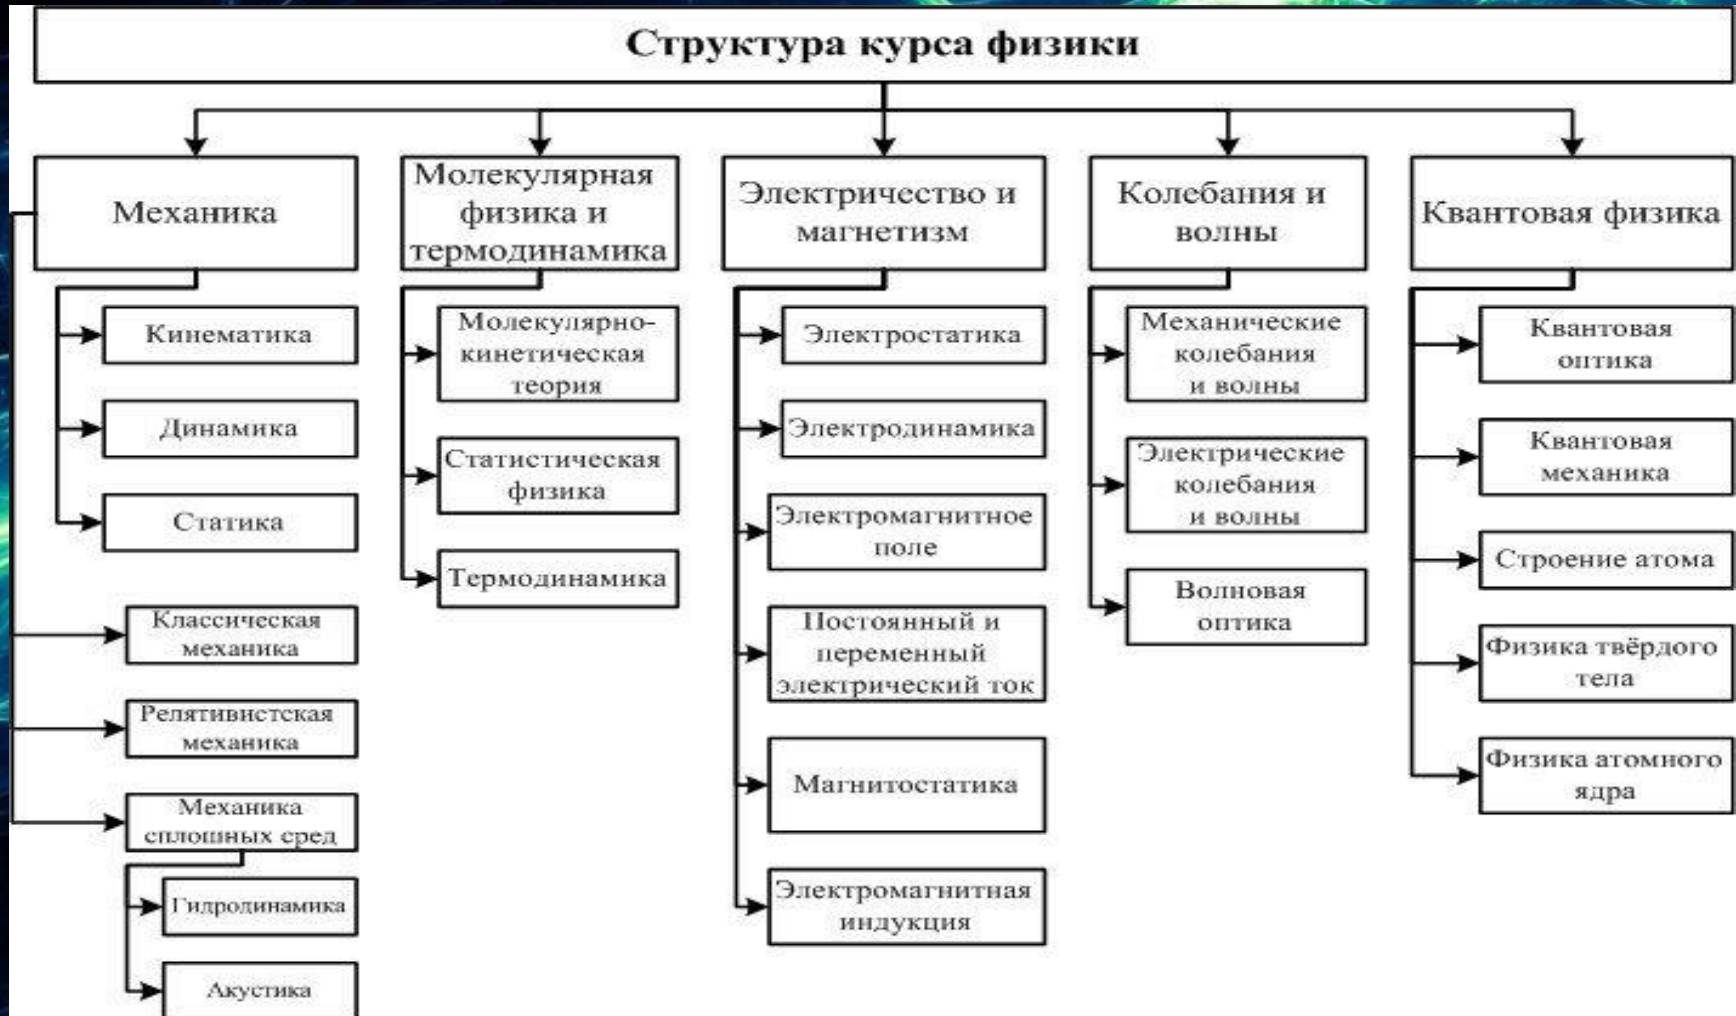 Структура курса физики
Механика
Кинематика
Динамика
Статика
Классическая
механика
Релятивистская
механика
Механика
сплошных сред
Гидродинамика
Акустика
Молекулярная
физика и
термодинамика
Молекулярно-
кинетическая
теория
Статистическая
физика
Термодинамика
Электричество и
магнетизм
Электростатика
Электродинамика
Электромагнитное
поле
Постоянный и
переменный
электрический ток
Магнитостатика
Электромагнитная
индукция
Колебания и
волны
Механические
колебания
и волны
Электрические
колебания
и волны
Волновая
оптика
Квантовая физика
Квантовая
оптика
Квантовая
механика
Строение атома
Физика твёрдого
тела
Физика атомного
ядра